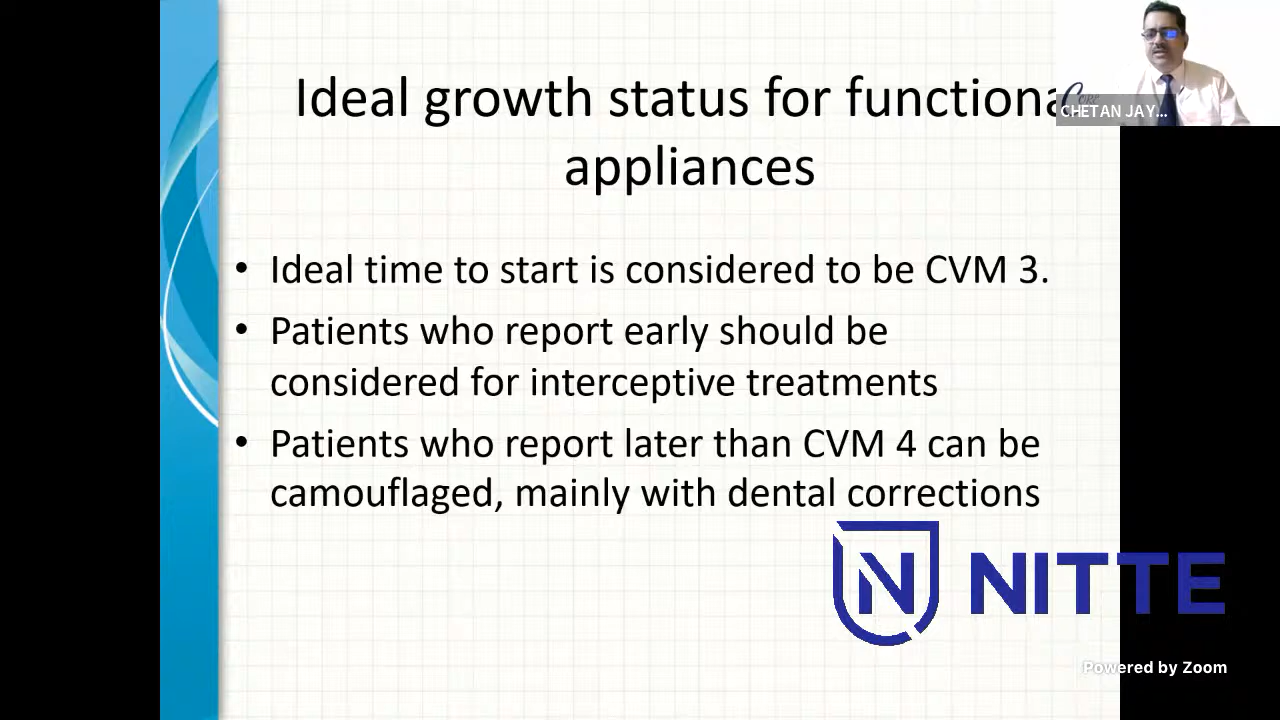 Ideal growth status for functiona
appliances
CHETAN JAY...
• Ideal time to start is considered to be CVM 3.
• Patients who report early should be
considered for interceptive treatments
• Patients who report later than CVM 4 can be
camouflaged, mainly with dental corrections
N NITTE
Powered by Zoom